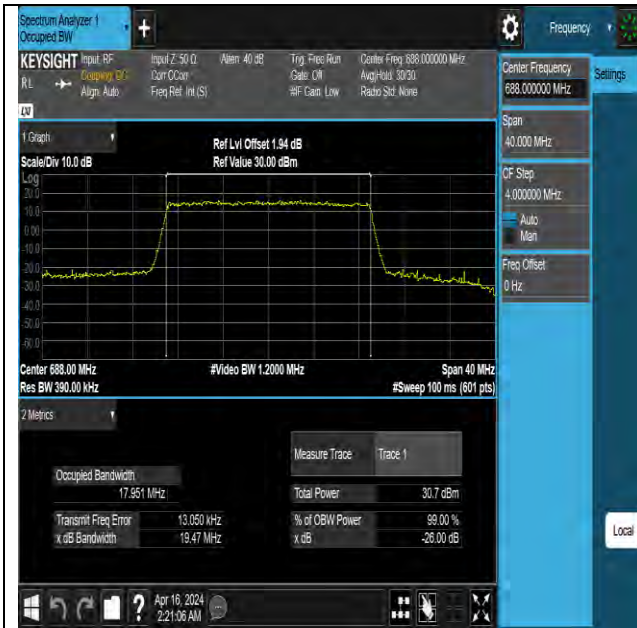 Spectrum Analyzer 1
Occupied BW
Frequency
KEYSIGHT Input: RF Input Z: 50 Ω Atten: 40 dB Trig: Free Run Center Freq: 688.000000 MHz
RL Coupling: DC Corr CCorr Gate: Off Avg|Hold: 30/30
Align: Auto Freq Ref: Int (S) #IF Gain: Low Radio Std: None
Center Frequency
688.000000 MHz
Settings
Span
40.000 MHz
CF Step
4.000000 MHz
Auto
Man
Freq Offset
0 Hz
Local
1 Graph
Ref Lvl Offset 1.94 dB
Scale/Div 10.0 dB Ref Value 30.00 dBm
Log
20.0
10.0
0.00
-10.0
-20.0
-30.0
-40.0
-50.0
-60.0
Center 688.00 MHz #Video BW 1.2000 MHz Span 40 MHz
Res BW 390.00 kHz #Sweep 100 ms (601 pts)
2 Metrics
Measure Trace Trace 1
Occupied Bandwidth
17.951 MHz
Total Power 30.7 dBm
Transmit Freq Error 13.050 kHz % of OBW Power 99.00 %
x dB Bandwidth 19.47 MHz x dB -26.00 dB
? Apr 16, 2024
2:21:06 AM